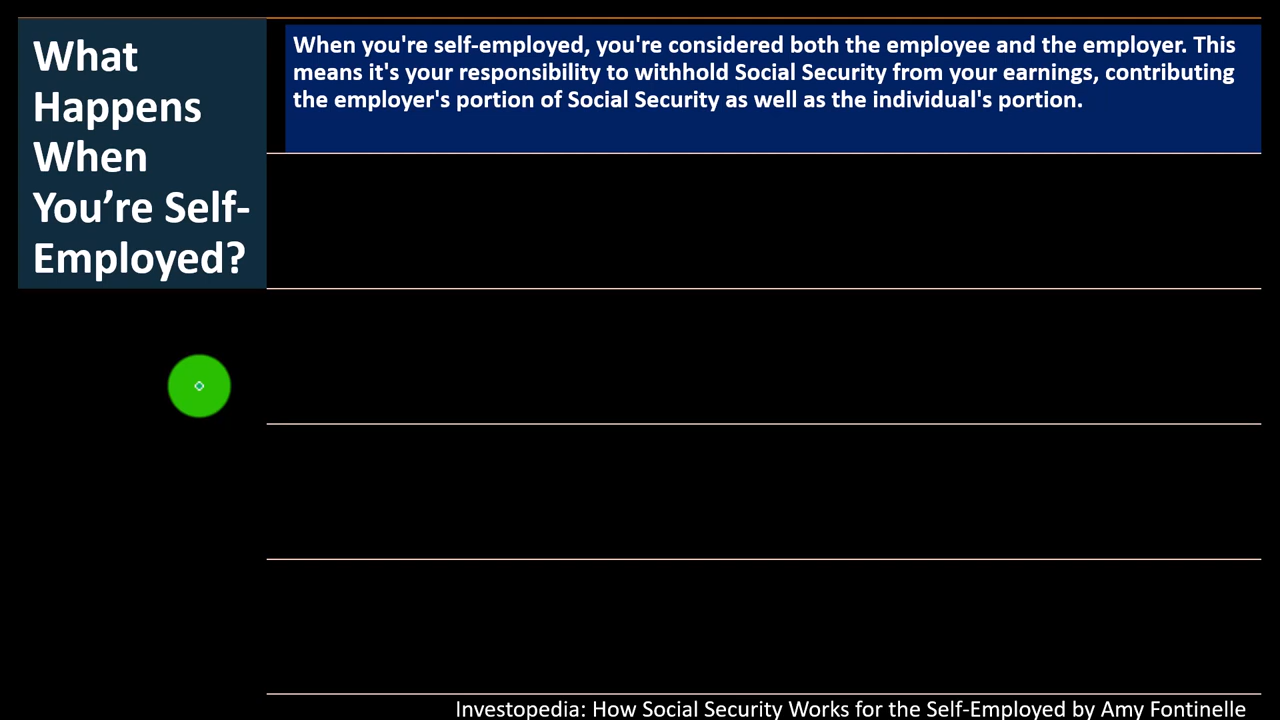 What
Happens
When
You’re Self-
Employed?
When you're self-employed, you're considered both the employee and the employer. This
means it's your responsibility to withhold Social Security from your earnings, contributing
the employer's portion of Social Security as well as the individual's portion.
Investopedia: How Social Security Works for the Self-Employed by Amy Fontinelle